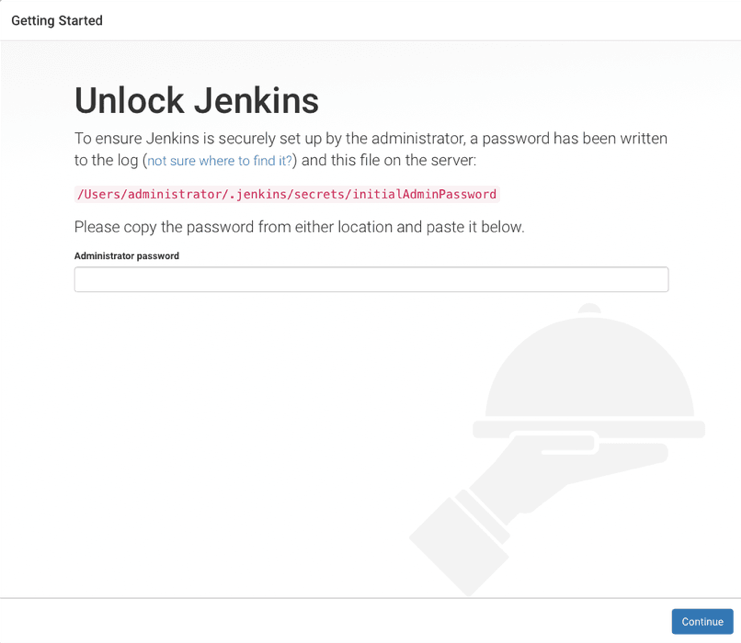 Getting Started
Unlock Jenkins
To ensure Jenkins is securely set up by the administrator, a password has been written
to the log (not sure where to find it?) and this file on the server:
/Users/administrator/.jenkins/secrets/initialAdminPassword
Please copy the password from either location and paste it below.
Administrator password
Continue